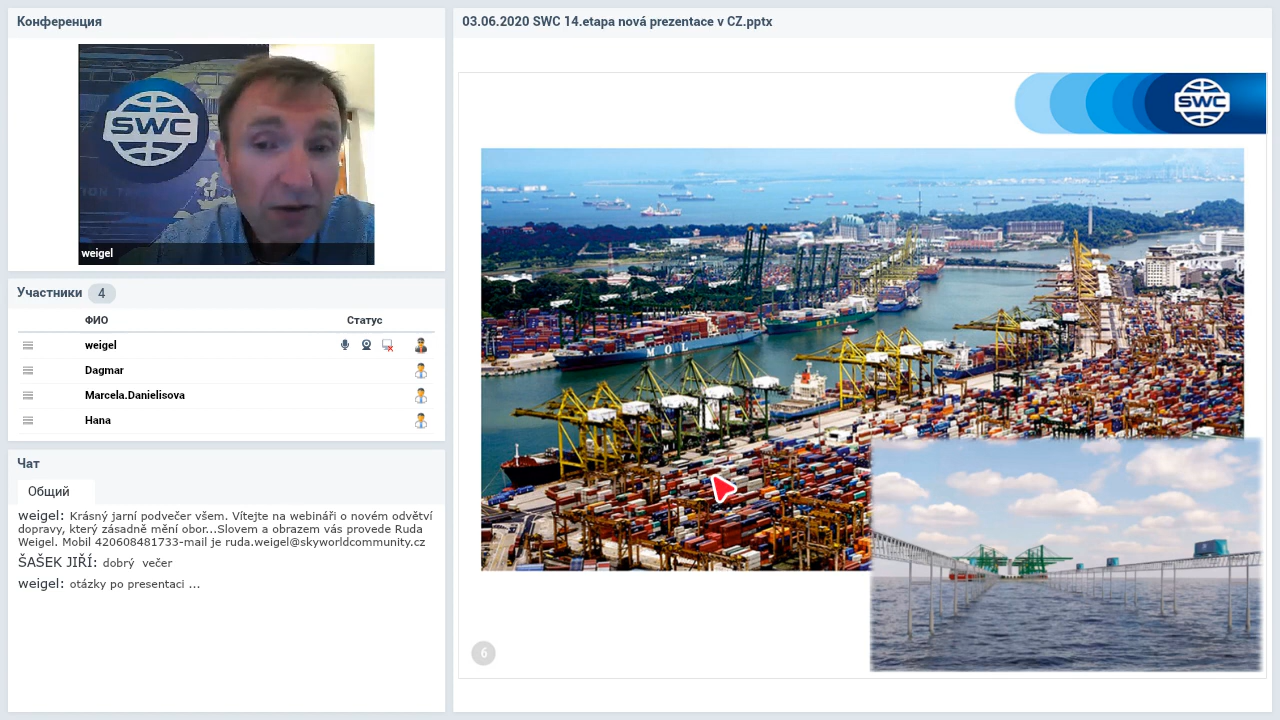 Конференция
SWC
weigel
Участники 4
ФИО Статус
weigel
Dagmar
Marcela.Danielisova
Hana
Чат
Общий
weigel: Krásný jarní podvečer všem. Vítejte na webináři o novém odvětví
dopravy, který zásadně mění obor...Slovem a obrazem vás provede Ruda
Weigel. Mobil 420608481733-mail je ruda.weigel@skyworldcommunity.cz
ŠAŠEK JIŘÍ: dobrý večer
weigel: otázky po presentaci ...
03.06.2020 SWC 14.etapa nová prezentace v CZ.pptx
SWC
MOL
6